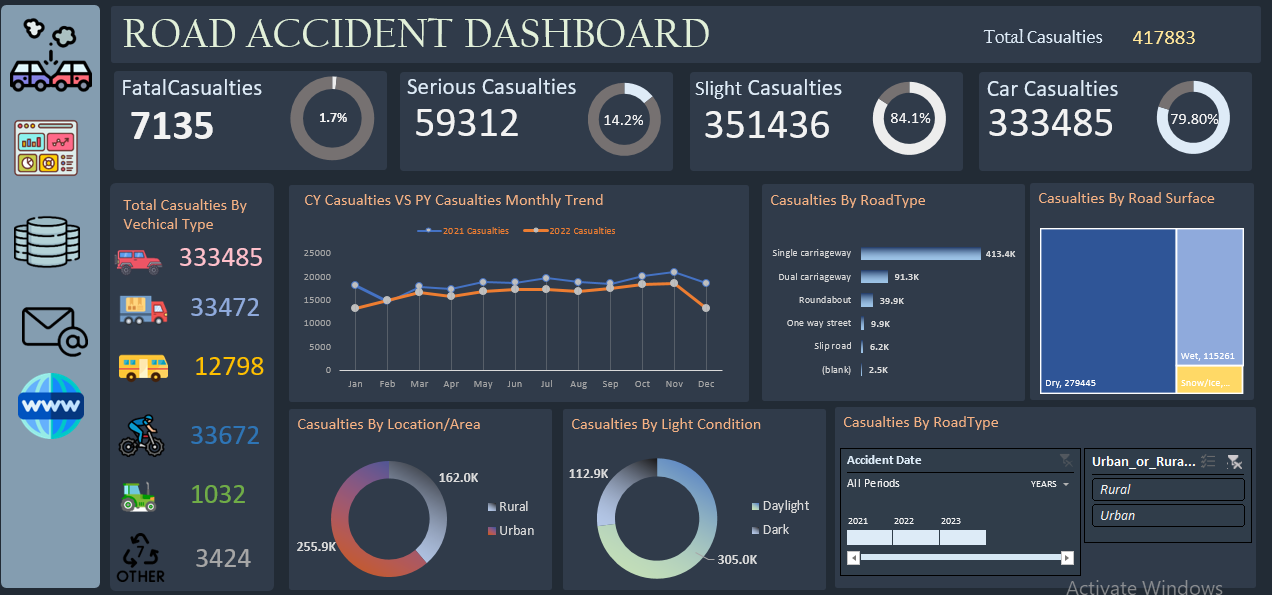 ROAD ACCIDENT DASHBOARD
Total Casualties 417883
FatalCasualties
7135
1.7%
Serious Casualties
59312
14.2%
Slight Casualties
351436
84.1%
Car Casualties
333485
79.80%
Total Casualties By
Vechical Type
333485
33472
12798
33672
1032
7
OTHER
3424
CY Casualties VS PY Casualties Monthly Trend
2021 Casualties 2022 Casualties
25000
20000
15000
10000
5000
0
Jan Feb Mar Apr May Jun Jul Aug Sep Oct Nov Dec
Casualties By RoadType
Single carriageway 413.4K
Dual carriageway 91.3K
Roundabout 39.9K
One way street 9.9K
Slip road 6.2K
(blank) 2.5K
Casualties By Road Surface
Dry, 279445
Wet, 115261
Snow/Ice,...
Casualties By Location/Area
162.0K
255.9K
Rural
Urban
Casualties By Light Condition
112.9K
305.0K
Daylight
Dark
Casualties By RoadType
Accident Date
All Periods YEARS
2021 2022 2023
Urban_or_Rura...
Rural
Urban
@
WWW
Activate Windows